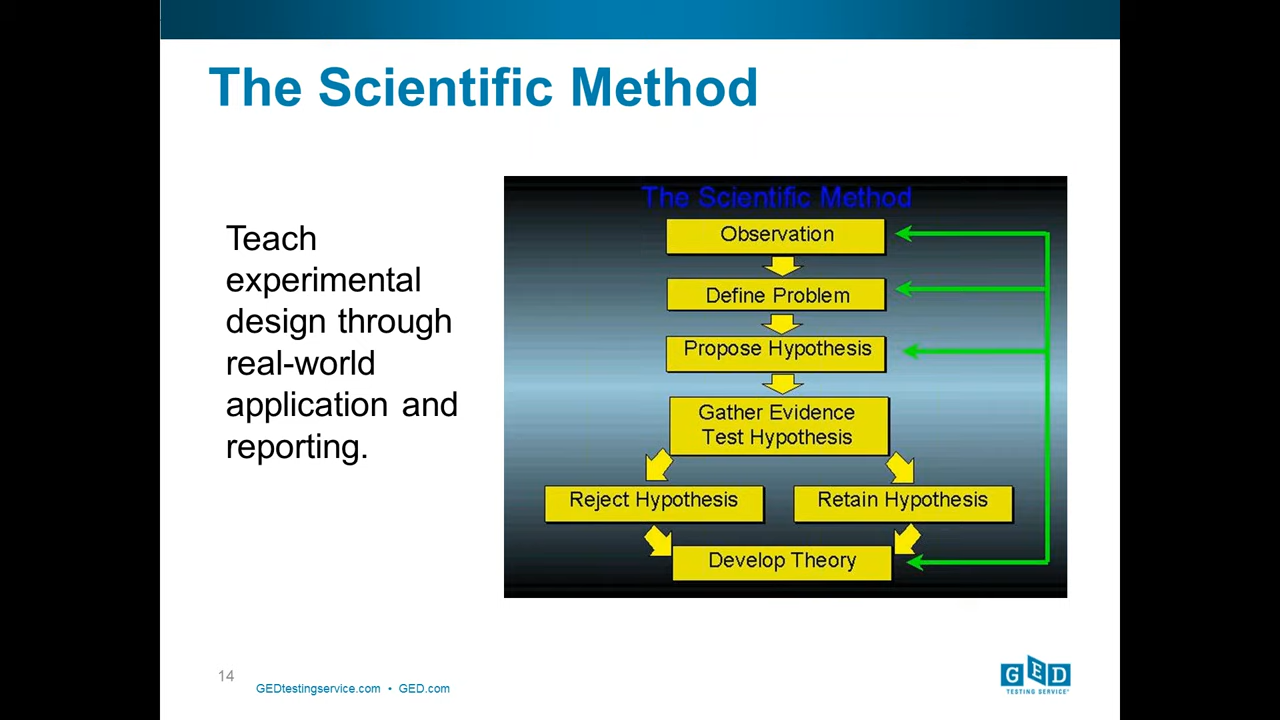 The Scientific Method
Teach
experimental
design through
real-world
application and
reporting.
The Scientific Method
Observation
Define Problem
Propose Hypothesis
Gather Evidence
Test Hypothesis
Reject Hypothesis
Retain Hypothesis
Develop Theory
14
GEDtestingservice.com • GED.com
GED
TESTING SERVICE®